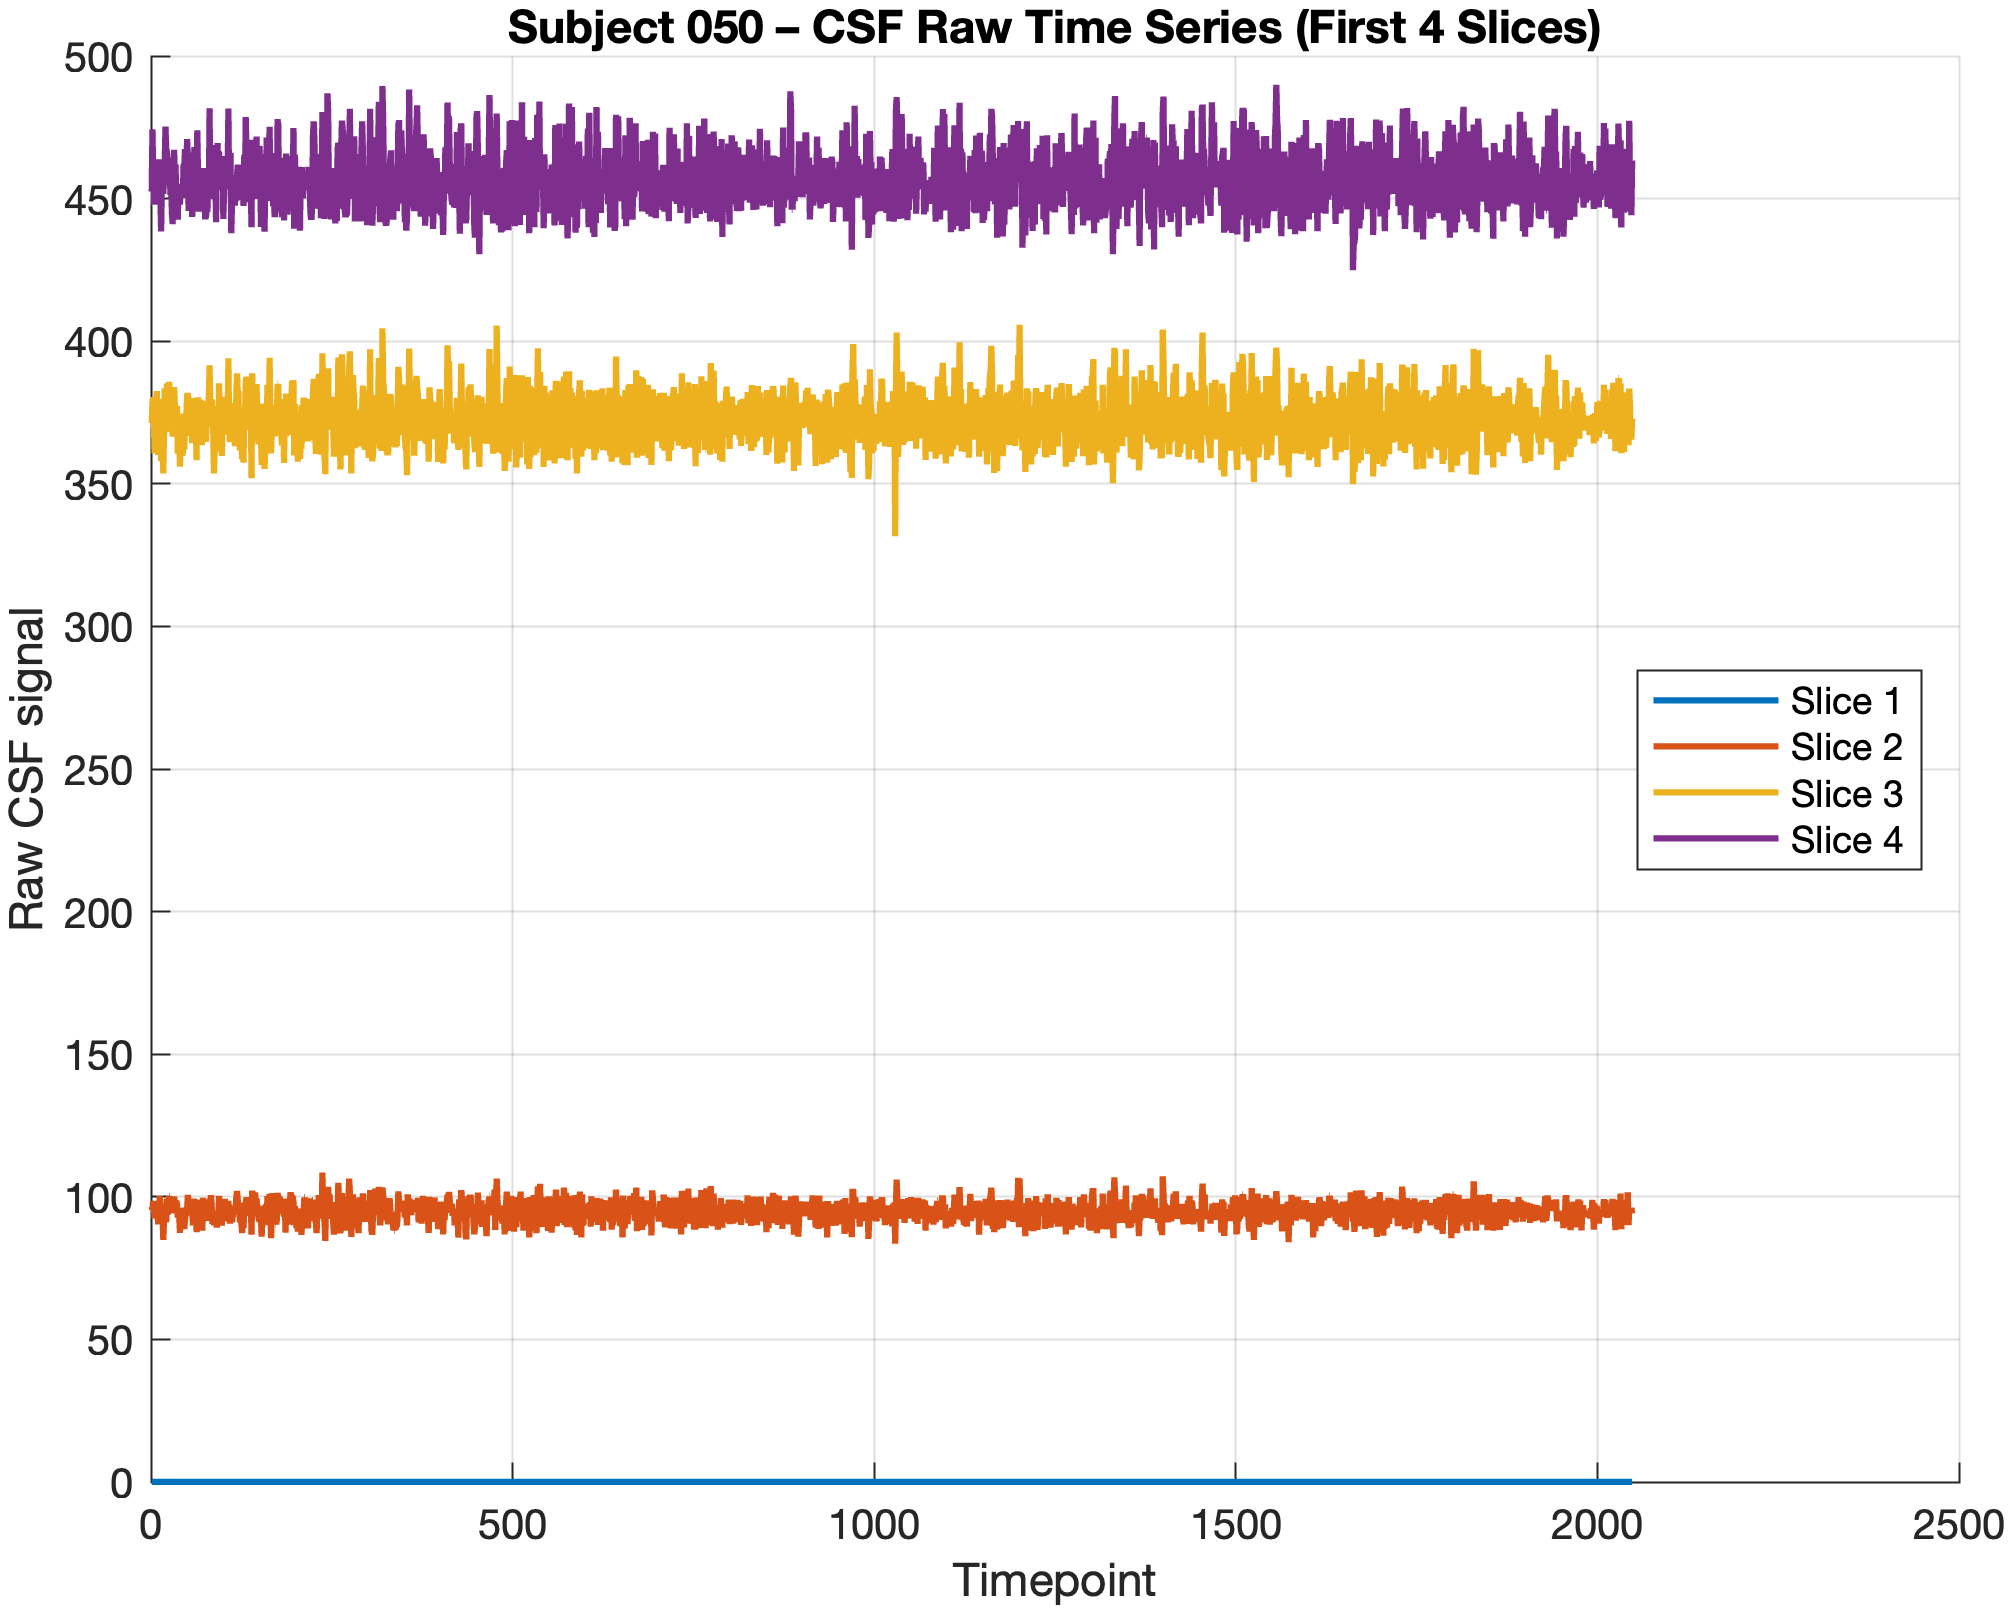 Subject 050 – CSF Raw Time Series (First 4 Slices)
500
450
400
350
300
250
200
150
100
50
0
Raw CSF signal
Slice 1
Slice 2
Slice 3
Slice 4
0 500 1000 1500 2000 2500
Timepoint